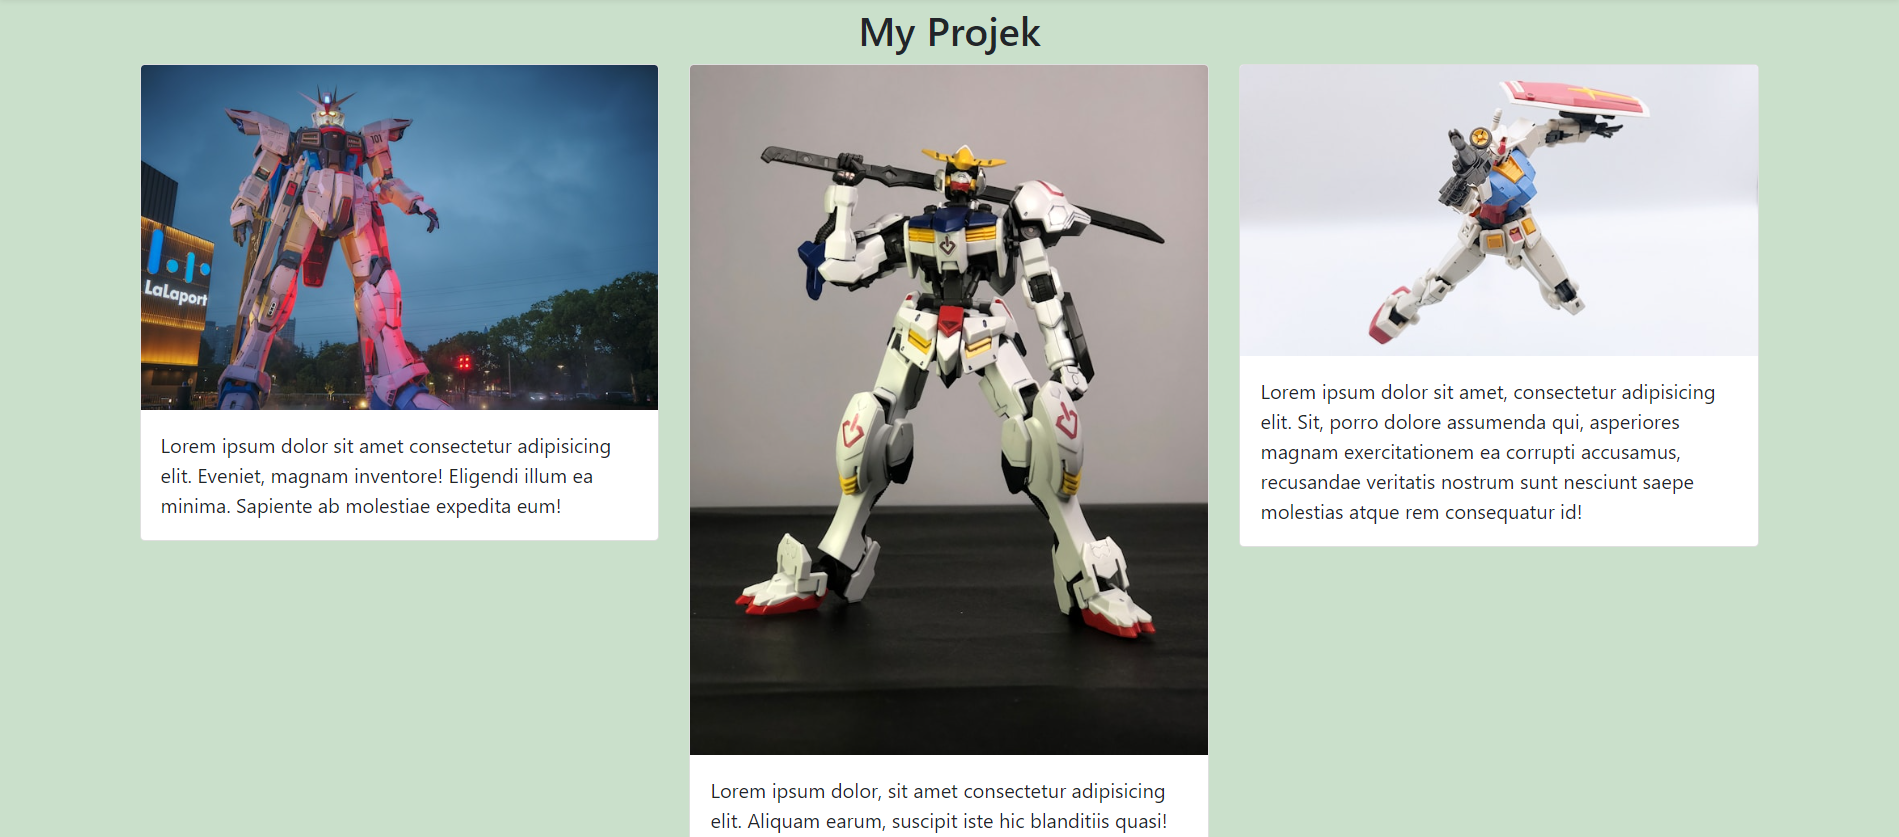 My Projek
101
LaLaport
Lorem ipsum dolor sit amet consectetur adipisicing
elit. Eveniet, magnam inventore! Eligendi illum ea
minima. Sapiente ab molestiae expedita eum!
Lorem ipsum dolor, sit amet consectetur adipisicing
elit. Aliquam earum, suscipit iste hic blanditiis quasi!
Lorem ipsum dolor sit amet, consectetur adipisicing
elit. Sit, porro dolore assumenda qui, asperiores
magnam exercitationem ea corrupti accusamus,
recusandae veritatis nostrum sunt nesciunt saepe
molestias atque rem consequatur id!